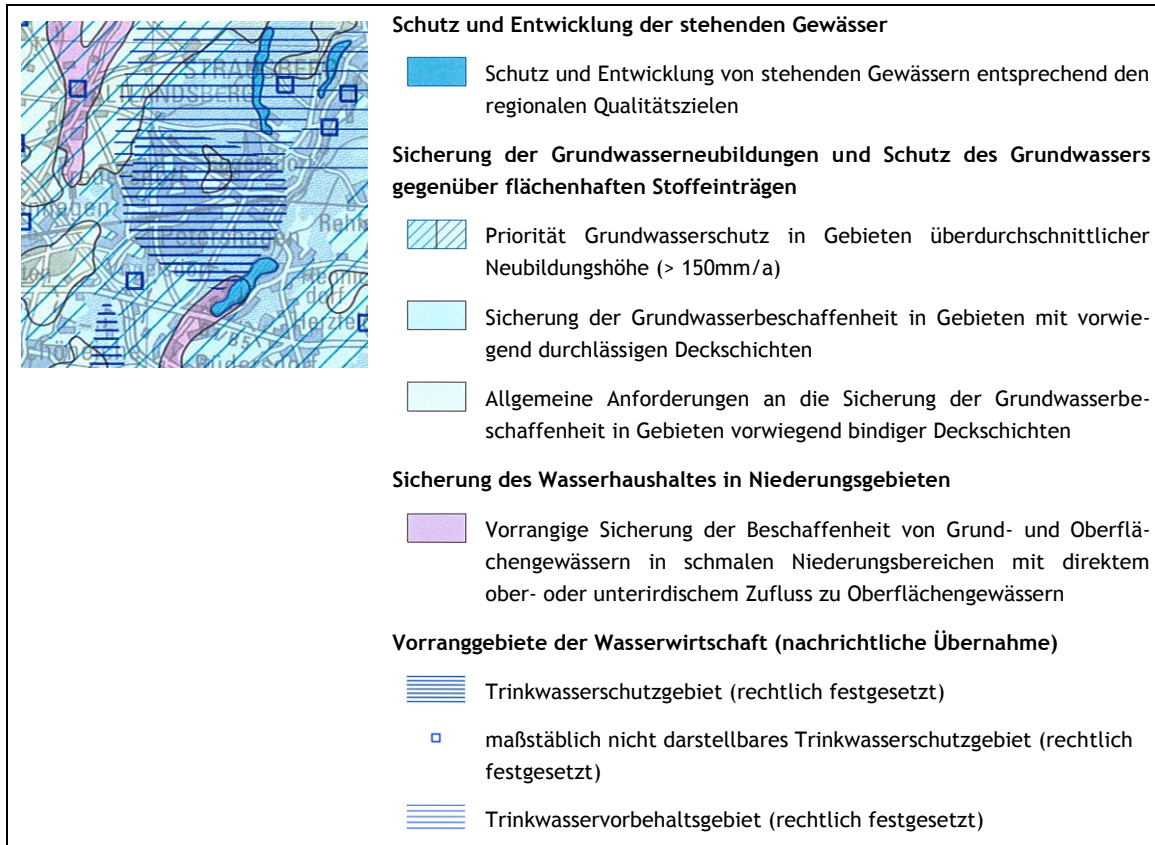 STRAUSBERG
ALTLANDSBERG
Petershagen
Rüdersdorf
Schutz und Entwicklung der stehenden Gewässer
Schutz und Entwicklung von stehenden Gewässern entsprechend den
regionalen Qualitätszielen
Sicherung der Grundwasserneubildungen und Schutz des Grundwassers
gegenüber flächenhaften Stoffeinträgen
Priorität Grundwasserschutz in Gebieten überdurchschnittlicher
Neubildungshöhe (> 150mm/a)
Sicherung der Grundwasserbeschaffenheit in Gebieten mit vorwie-
gend durchlässigen Deckschichten
Allgemeine Anforderungen an die Sicherung der Grundwasserbe-
schaffenheit in Gebieten vorwiegend bindiger Deckschichten
Sicherung des Wasserhaushaltes in Niederungsgebieten
Vorrangige Sicherung der Beschaffenheit von Grund- und Oberflä-
chengewässern in schmalen Niederungsbereichen mit direktem
ober- oder unterirdischem Zufluss zu Oberflächengewässern
Vorranggebiete der Wasserwirtschaft (nachrichtliche Übernahme)
Trinkwasserschutzgebiet (rechtlich festgesetzt)
maßstäblich nicht darstellbares Trinkwasserschutzgebiet (rechtlich
festgesetzt)
Trinkwasservorbehaltsgebiet (rechtlich festgesetzt)